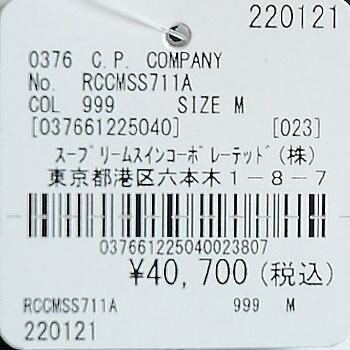 220121
0376 C.P. COMPANY
No. RCCMSS711A
COL 999 SIZE M
[037661225040] [023]
ｽｰﾌﾟﾘｰﾑｽｲﾝｺｰﾎﾟﾚｰﾃｯﾄﾞ(株)
東京都港区六本木１－８－７
037661225040023807
¥40,700(税込)
RCCMSS711A 999 M
220121